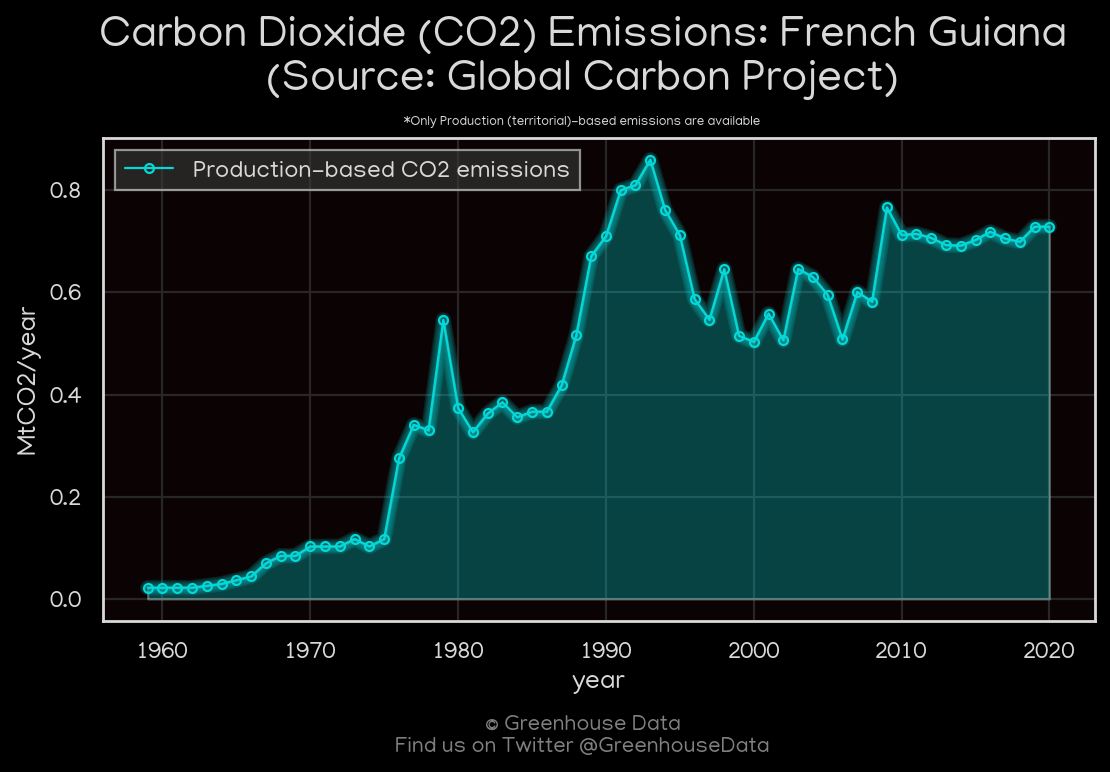 Carbon Dioxide (CO2) Emissions: French Guiana
(Source: Global Carbon Project)
*Only Production (territorial)-based emissions are available
Production-based CO2 emissions
MtCO2/year
0.8
0.6
0.4
0.2
0.0
1960 1970 1980 1990 2000 2010 2020
year
© Greenhouse Data
Find us on Twitter @GreenhouseData